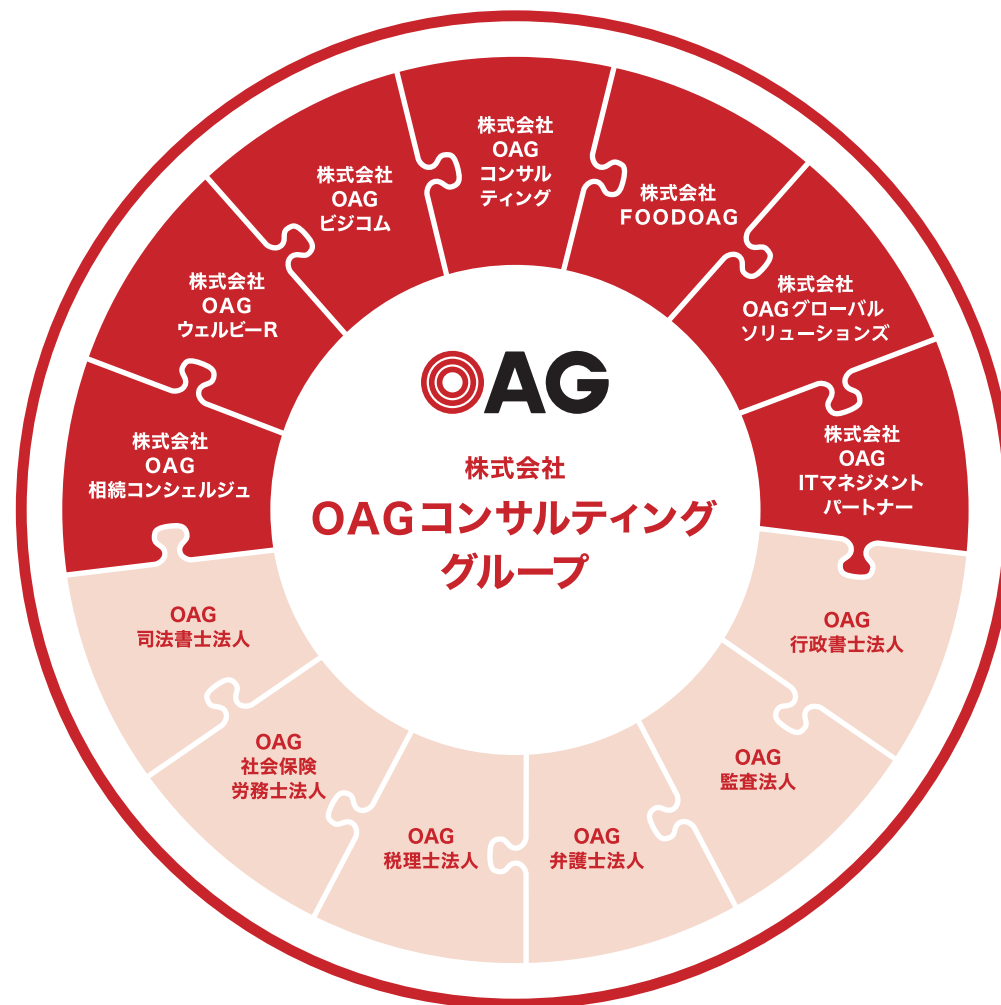 株式会社
OAG
コンサル
ティング
株式会社
FOODOAG
株式会社
OAGグローバル
ソリューションズ
株式会社
OAG
ITマネジメント
パートナー
OAG
行政書士法人
OAG
監査法人
OAG
弁護士法人
OAG
税理士法人
OAG
社会保険
労務士法人
OAG
司法書士法人
株式会社
OAG
相続コンシェルジュ
株式会社
OAG
ウェルビーR
株式会社
OAG
ビジコム
OAG
株式会社
OAGコンサルティング
グループ